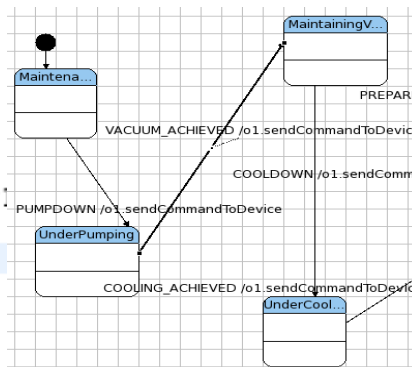 MaintainingV...
Maintena...
PREPAR
VACUUM_ACHIEVED /o1.sendCommandToDevic
COOLDOWN /o1.sendComm
PUMPDOWN /o1.sendCommandToDevice
UnderPumping
COOLING_ACHIEVED /o1.sendCommandToDevic
UnderCool...